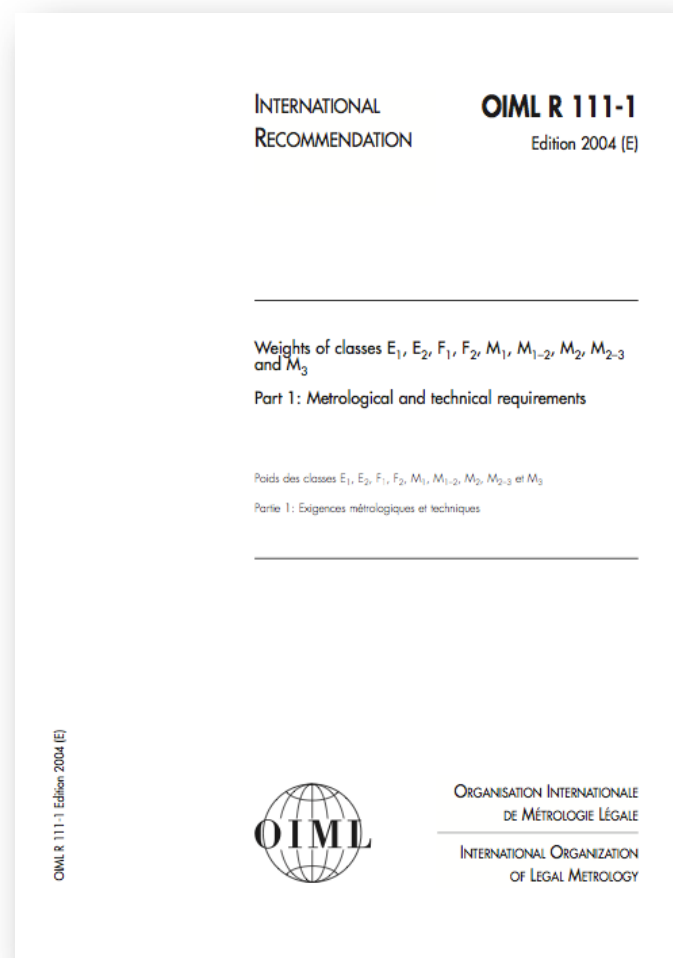 INTERNATIONAL
RECOMMENDATION
OIML R 111-1
Edition 2004 (E)
Weights of classes E₁, E₂, F₁, F₂, M₁, M₁₋₂, M₂, M₂₋₃
and M₃
Part 1: Metrological and technical requirements
Poids des classes E₁, E₂, F₁, F₂, M₁, M₁₋₂, M₂, M₂₋₃ et M₃
Partie 1: Exigences métrologiques et techniques
OIML R 111-1 Edition 2004 (E)
OIML
ORGANISATION INTERNATIONALE
DE MÉTROLOGIE LÉGALE
INTERNATIONAL ORGANIZATION
OF LEGAL METROLOGY